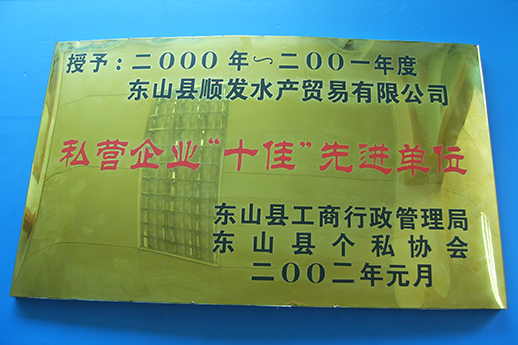 授予：二000年～二00一年度
东山县顺发水产贸易有限公司
私营企业“十佳”先进单位
东山县工商行政管理局
东山县个私协会
二00二年元月